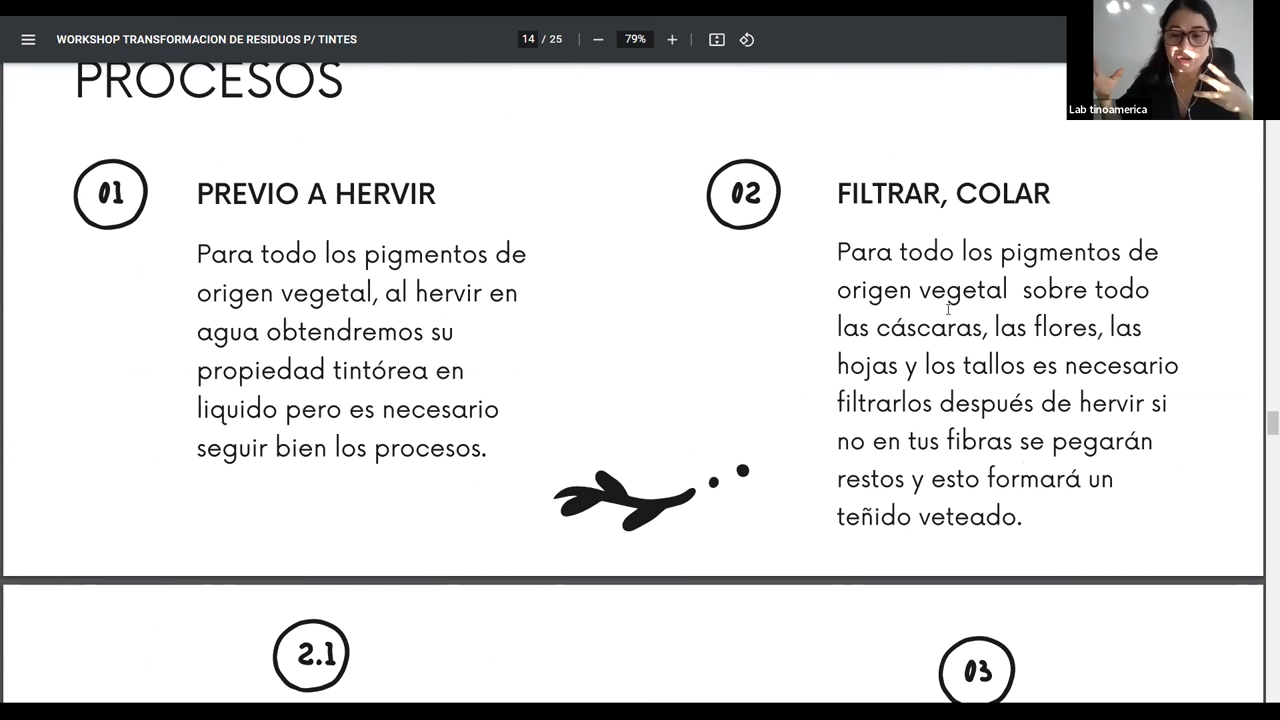 WORKSHOP TRANSFORMACION DE RESIDUOS P/ TINTES
14 / 25
79%
Lab tinoamerica
PROCESOS
01
PREVIO A HERVIR
Para todo los pigmentos de
origen vegetal, al hervir en
agua obtendremos su
propiedad tintórea en
liquido pero es necesario
seguir bien los procesos.
02
FILTRAR, COLAR
Para todo los pigmentos de
origen vegetal sobre todo
las cáscaras, las flores, las
hojas y los tallos es necesario
filtrarlos después de hervir si
no en tus fibras se pegarán
restos y esto formará un
teñido veteado.
2.1
03